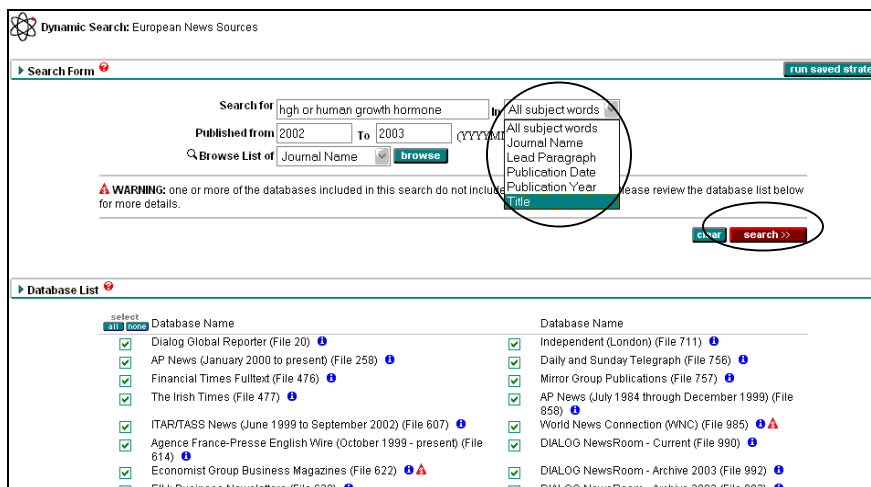 Dynamic Search: European News Sources
Search Form
run saved strate
Search for hgh or human growth hormone In All subject words
Published from 2002 To 2003 (YYYYM
All subject words
Journal Name
Lead Paragraph
Publication Date
Publication Year
Title
Browse List of Journal Name browse
WARNING: one or more of the databases included in this search do not include please review the database list below
for more details.
clear search >>
Database List
select
all none Database Name Database Name
Dialog Global Reporter (File 20) Independent (London) (File 711)
AP News (January 2000 to present) (File 258) Daily and Sunday Telegraph (File 756)
Financial Times Fulltext (File 476) Mirror Group Publications (File 757)
The Irish Times (File 477) AP News (July 1984 through December 1999) (File
858)
ITAR/TASS News (June 1999 to September 2002) (File 607) World News Connection (WNC) (File 985)
Agence France-Presse English Wire (October 1999 - present) (File
614) DIALOG NewsRoom - Current (File 990)
Economist Group Business Magazines (File 622) DIALOG NewsRoom - Archive 2003 (File 992)